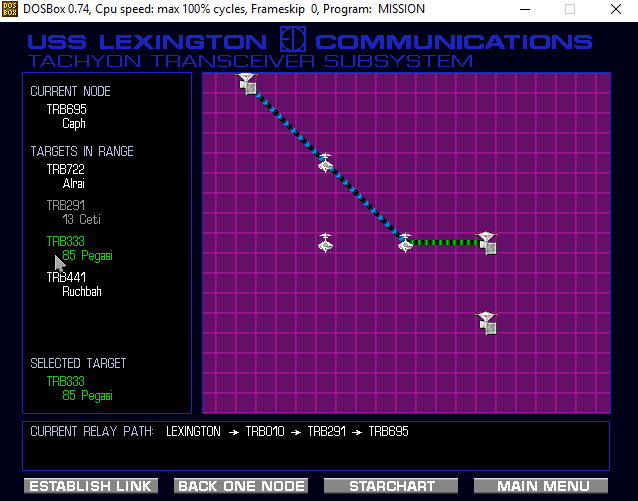 DOSBox 0.74, Cpu speed: max 100% cycles, Frameskip 0, Program: MISSION
USS LEXINGTON COMMUNICATIONS
TACHYON TRANSCEIVER SUBSYSTEM
CURRENT NODE
TRB695
Caph
TARGETS IN RANGE
TRB722
Alrai
TRB291
13 Ceti
TRB333
85 Pegasi
TRB441
Ruchbah
SELECTED TARGET
TRB333
85 Pegasi
CURRENT RELAY PATH: LEXINGTON → TRB010 → TRB291 → TRB695
ESTABLISH LINK BACK ONE NODE STARCHART MAIN MENU